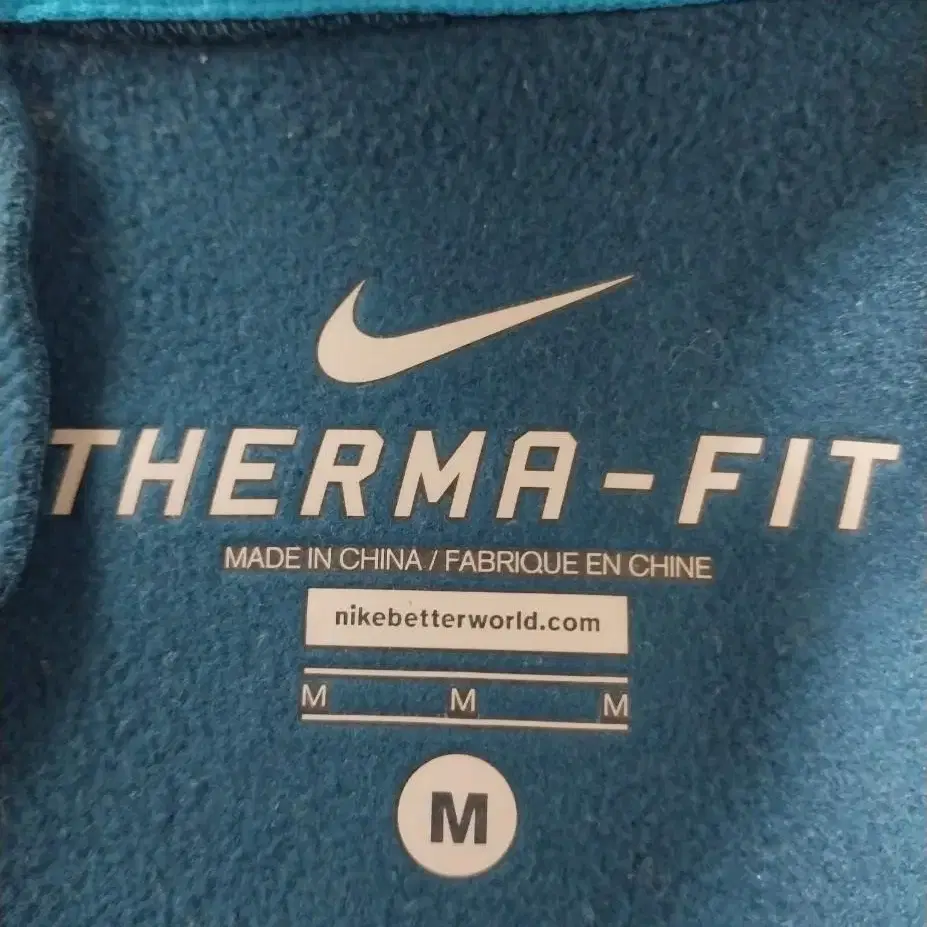 THERMA-FIT
MADE IN CHINA / FABRIQUE EN CHINE
nikebetterworld.com
M M M
M